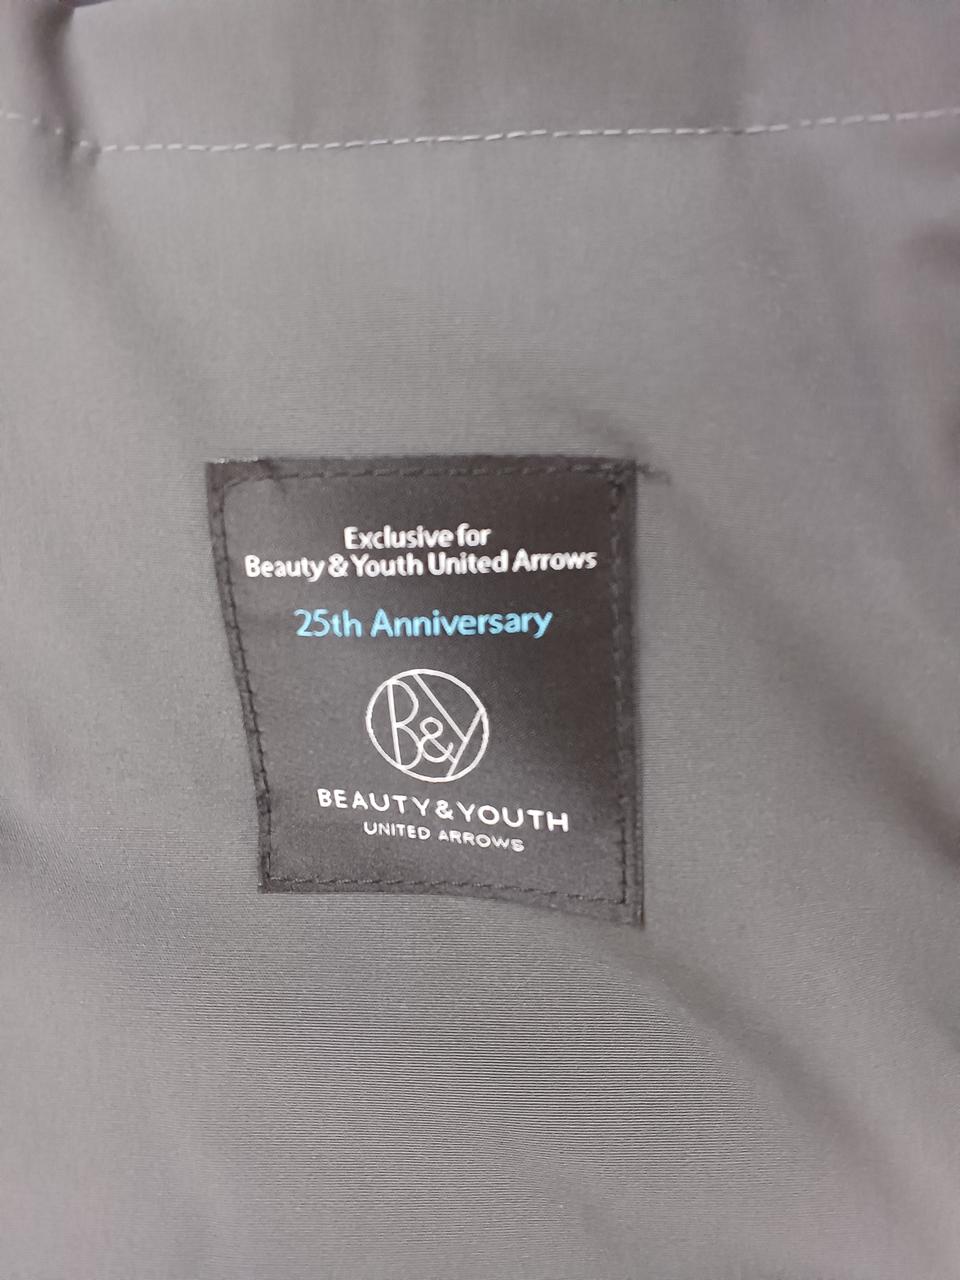 Exclusive for
Beauty & Youth United Arrows
25th Anniversary
B&Y
BEAUTY&YOUTH
UNITED ARROWS